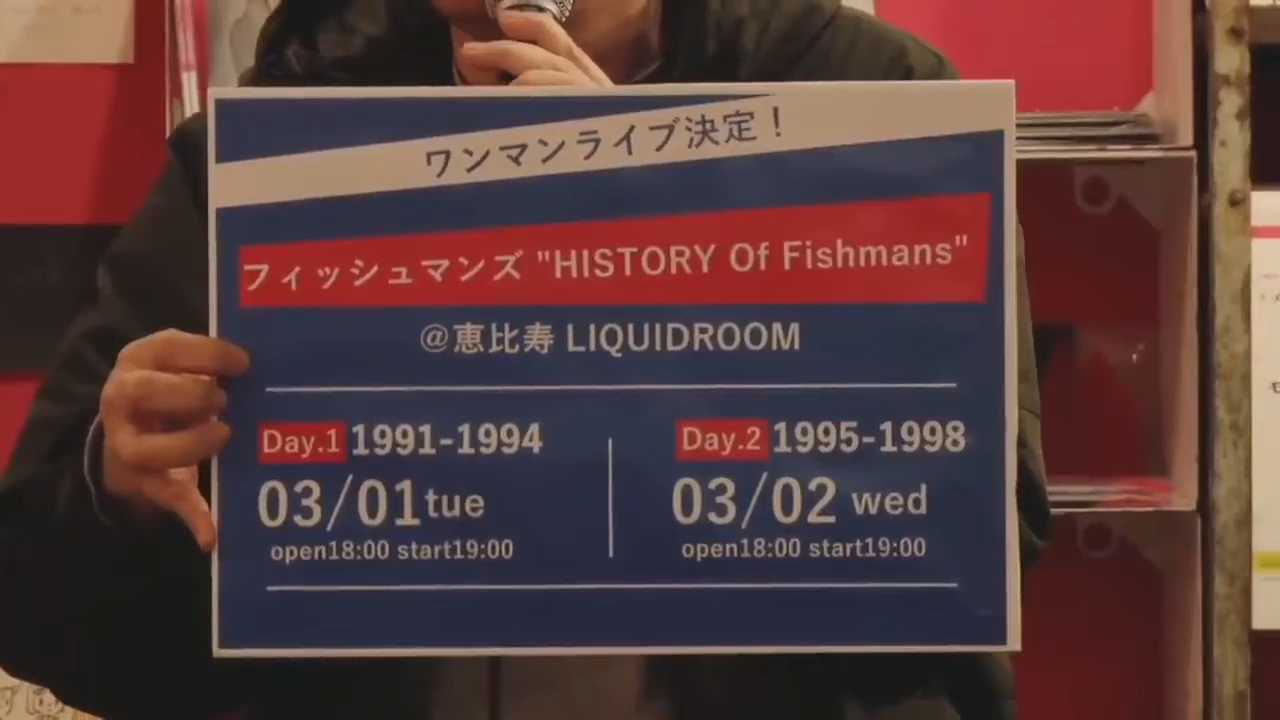 ワンマンライブ決定！
フィッシュマンズ "HISTORY Of Fishmans"
@恵比寿 LIQUIDROOM
Day.1 1991-1994
03/01tue
open18:00 start19:00
Day.2 1995-1998
03/02 wed
open18:00 start19:00